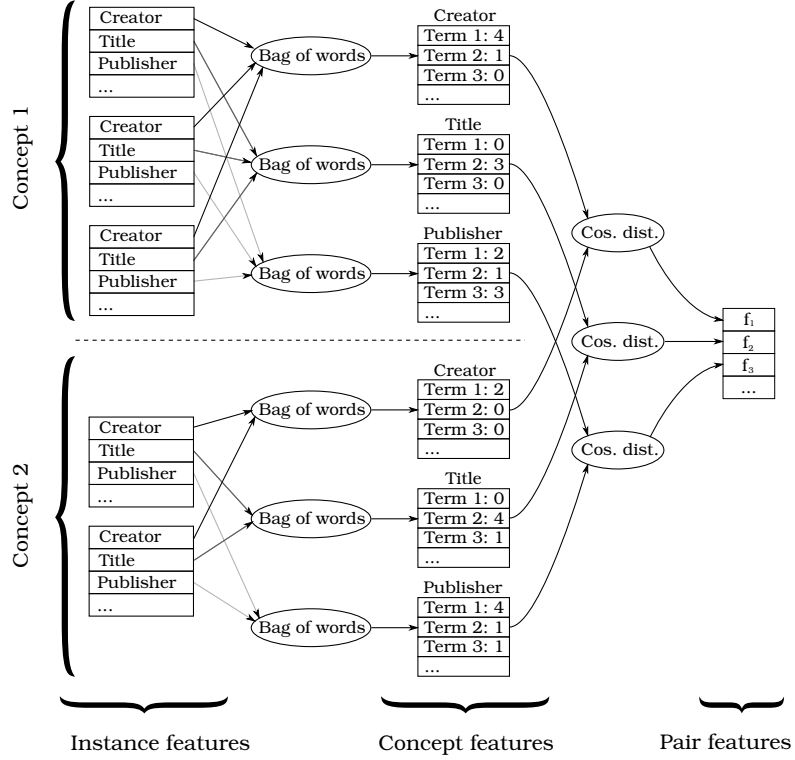 Concept 1
Creator
Title
Publisher
...
Creator
Title
Publisher
...
Creator
Title
Publisher
...
Bag of words
Bag of words
Bag of words
Creator
Term 1: 4
Term 2: 1
Term 3: 0
...
Title
Term 1: 0
Term 2: 3
Term 3: 0
...
Publisher
Term 1: 2
Term 2: 1
Term 3: 3
...
Concept 2
Creator
Title
Publisher
...
Creator
Title
Publisher
...
Bag of words
Bag of words
Bag of words
Creator
Term 1: 2
Term 2: 0
Term 3: 0
...
Title
Term 1: 0
Term 2: 4
Term 3: 1
...
Publisher
Term 1: 4
Term 2: 1
Term 3: 1
...
Cos. dist.
Cos. dist.
Cos. dist.
f₁
f₂
f₃
...
Instance features
Concept features
Pair features